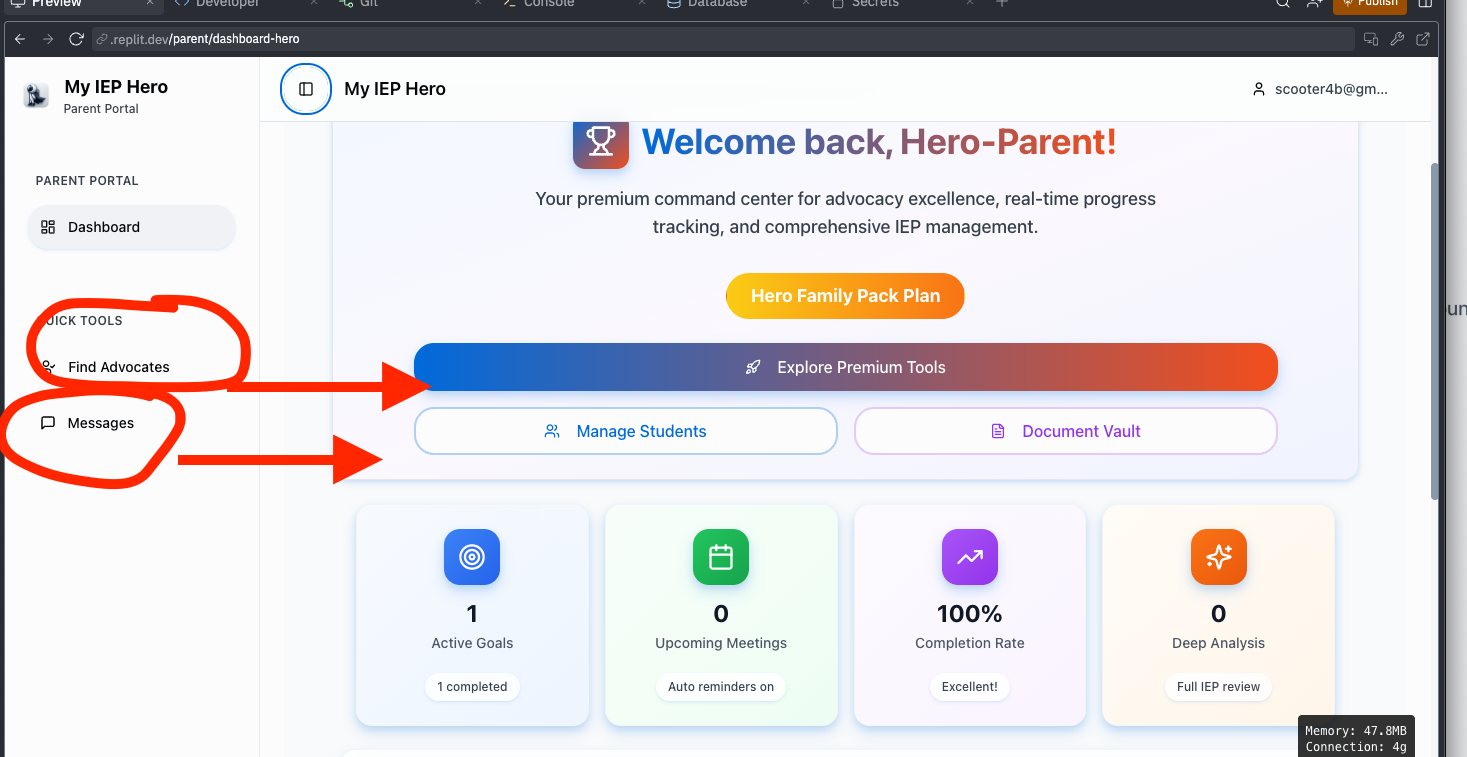 Preview
Developer
Git
Console
Database
Secrets
Publish
.replit.dev/parent/dashboard-hero
My IEP Hero
Parent Portal
My IEP Hero
scooter4b@gm...
PARENT PORTAL
Dashboard
QUICK TOOLS
Find Advocates
Messages
Welcome back, Hero-Parent!
Your premium command center for advocacy excellence, real-time progress
tracking, and comprehensive IEP management.
Hero Family Pack Plan
Explore Premium Tools
Manage Students
Document Vault
1
Active Goals
1 completed
0
Upcoming Meetings
Auto reminders on
100%
Completion Rate
Excellent!
0
Deep Analysis
Full IEP review
Memory: 47.8MB
Connection: 4g